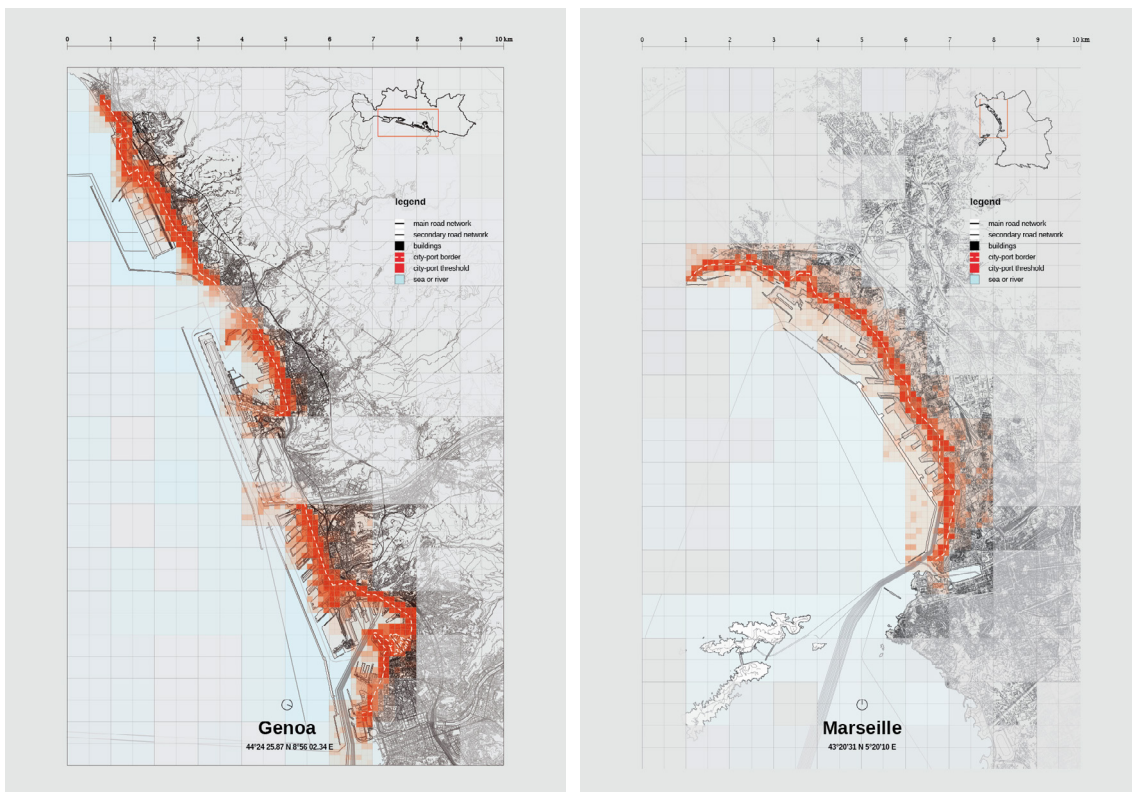 0 1 2 3 4 5 6 7 8 9 10 km
legend
main road network
secondary road network
buildings
city-port border
city-port threshold
sea or river
Genoa
44°24 25.87 N 8°56 02.34 E
0 1 2 3 4 5 6 7 8 9 10 km
legend
main road network
secondary road network
buildings
city-port border
city-port threshold
sea or river
Marseille
43°20'31 N 5°20'10 E